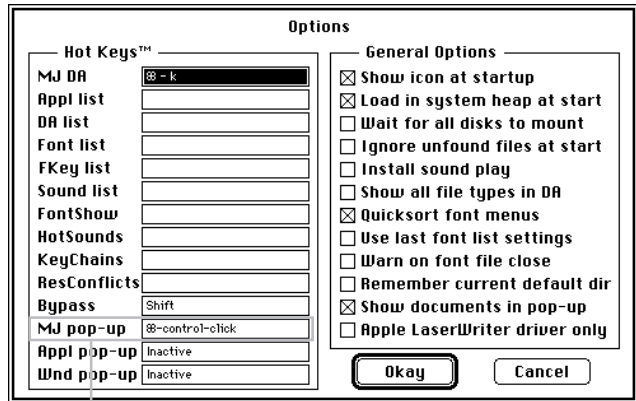 Options
Hot Keys™
MJ DA ⌘-k
Appl list
DA list
Font list
FKey list
Sound list
FontShow
HotSounds
KeyChains
ResConflicts
Bypass Shift
MJ pop-up ⌘-control-click
Appl pop-up Inactive
Wnd pop-up Inactive
General Options
Show icon at startup
Load in system heap at start
Wait for all disks to mount
Ignore unfound files at start
Install sound play
Show all file types in DA
Quicksort font menus
Use last font list settings
Warn on font file close
Remember current default dir
Show documents in pop-up
Apple LaserWriter driver only
Okay
Cancel